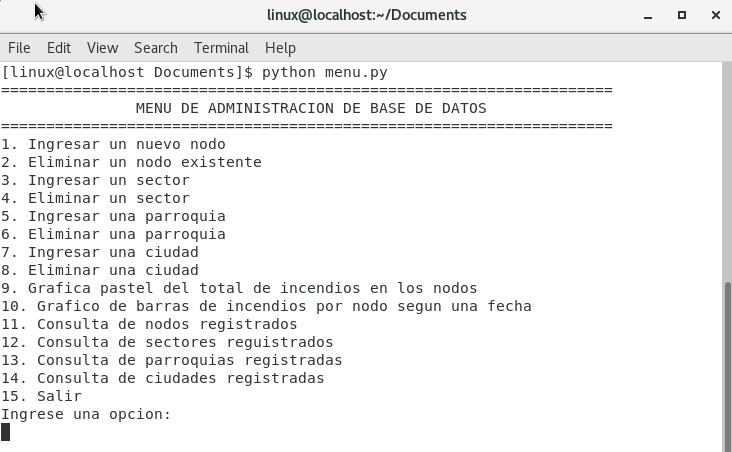 linux@localhost:~/Documents
File Edit View Search Terminal Help
[linux@localhost Documents]$ python menu.py
====================================================================
MENU DE ADMINISTRACION DE BASE DE DATOS
====================================================================
1. Ingresar un nuevo nodo
2. Eliminar un nodo existente
3. Ingresar un sector
4. Eliminar un sector
5. Ingresar una parroquia
6. Eliminar una parroquia
7. Ingresar una ciudad
8. Eliminar una ciudad
9. Grafica pastel del total de incendios en los nodos
10. Grafico de barras de incendios por nodo segun una fecha
11. Consulta de nodos registrados
12. Consulta de sectores reguistrados
13. Consulta de parroquias registradas
14. Consulta de ciudades registradas
15. Salir
Ingrese una opcion: